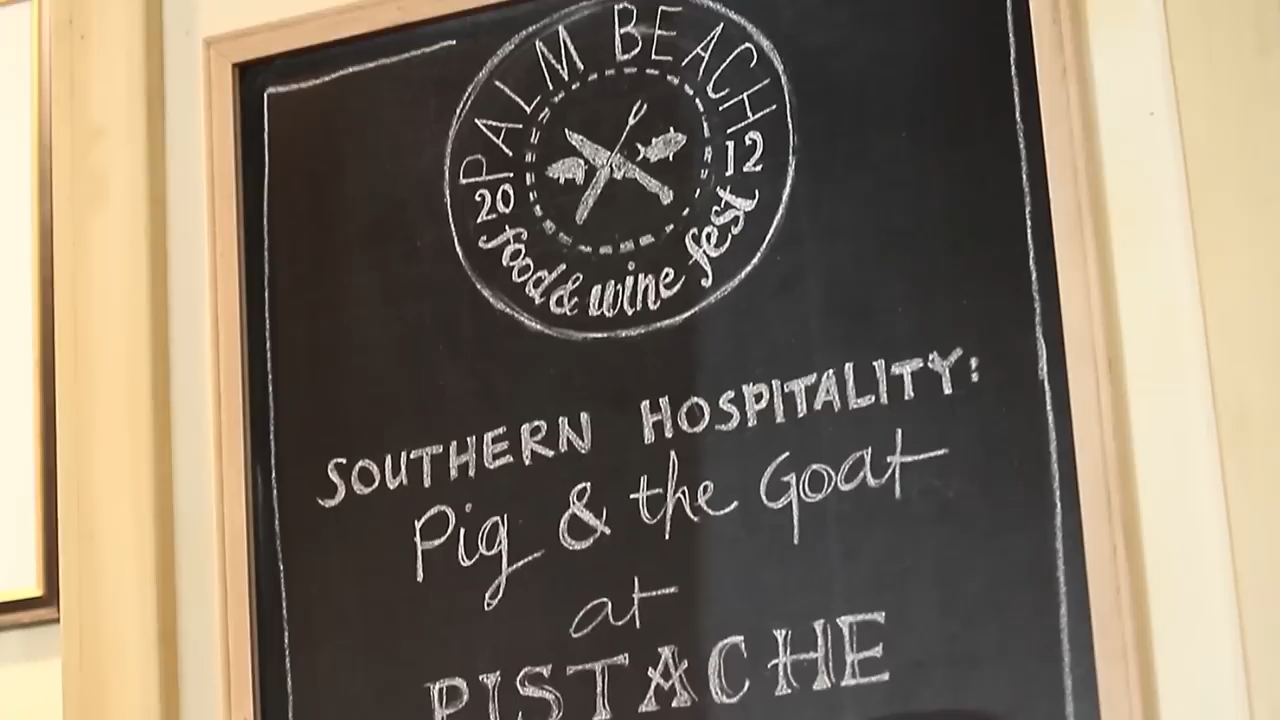 PALM BEACH
20 12
food & wine fest
SOUTHERN HOSPITALITY:
Pig & the Goat
at
PISTACHE